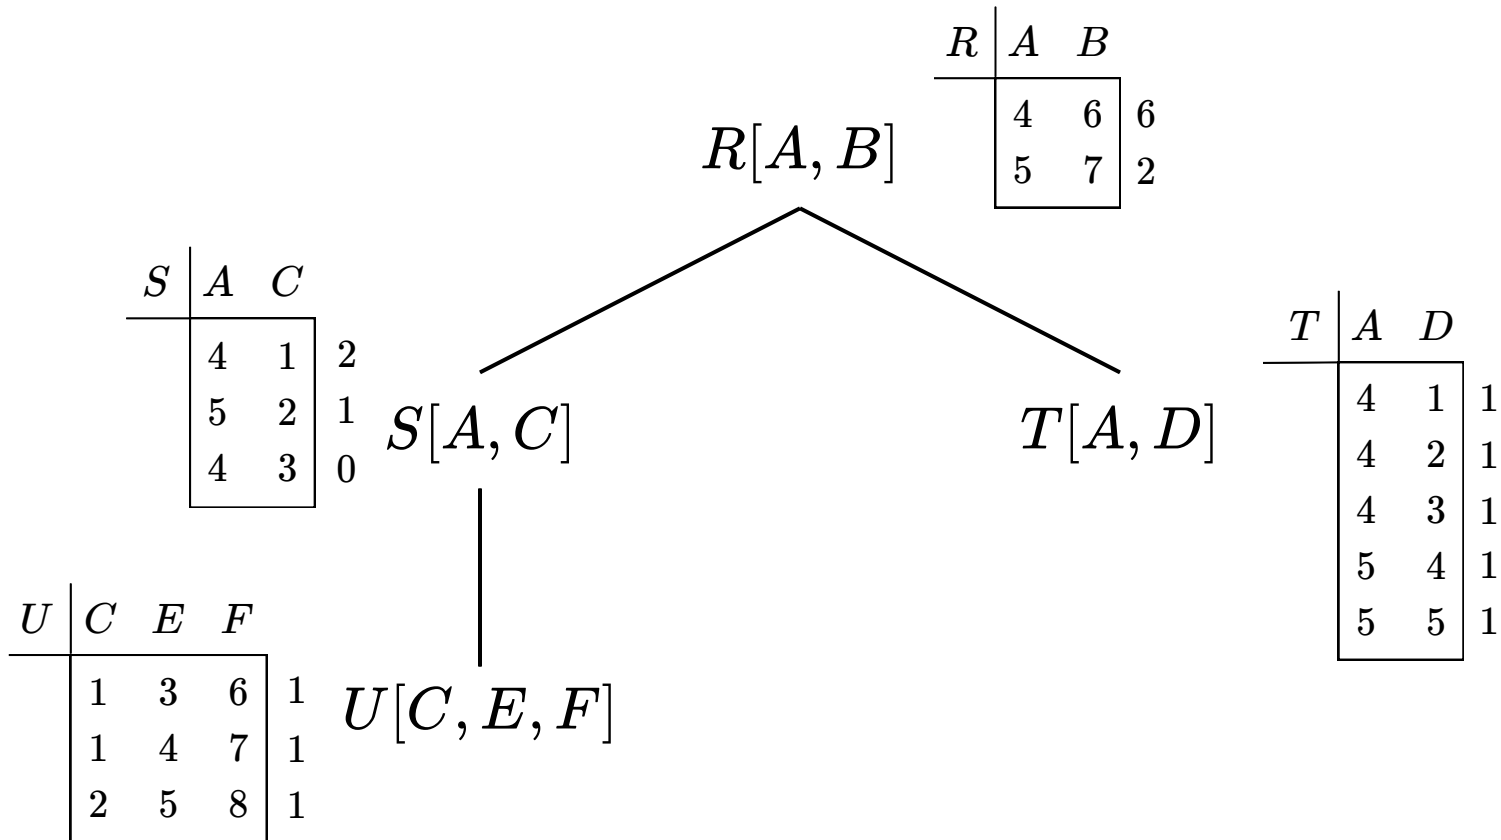 R A B
4 6 6
5 7 2
R[A, B]
S A C
4 1 2
5 2 1
4 3 0
S[A, C]
T[A, D]
T A D
4 1 1
4 2 1
4 3 1
5 4 1
5 5 1
U C E F
1 3 6 1
1 4 7 1
2 5 8 1
U[C, E, F]